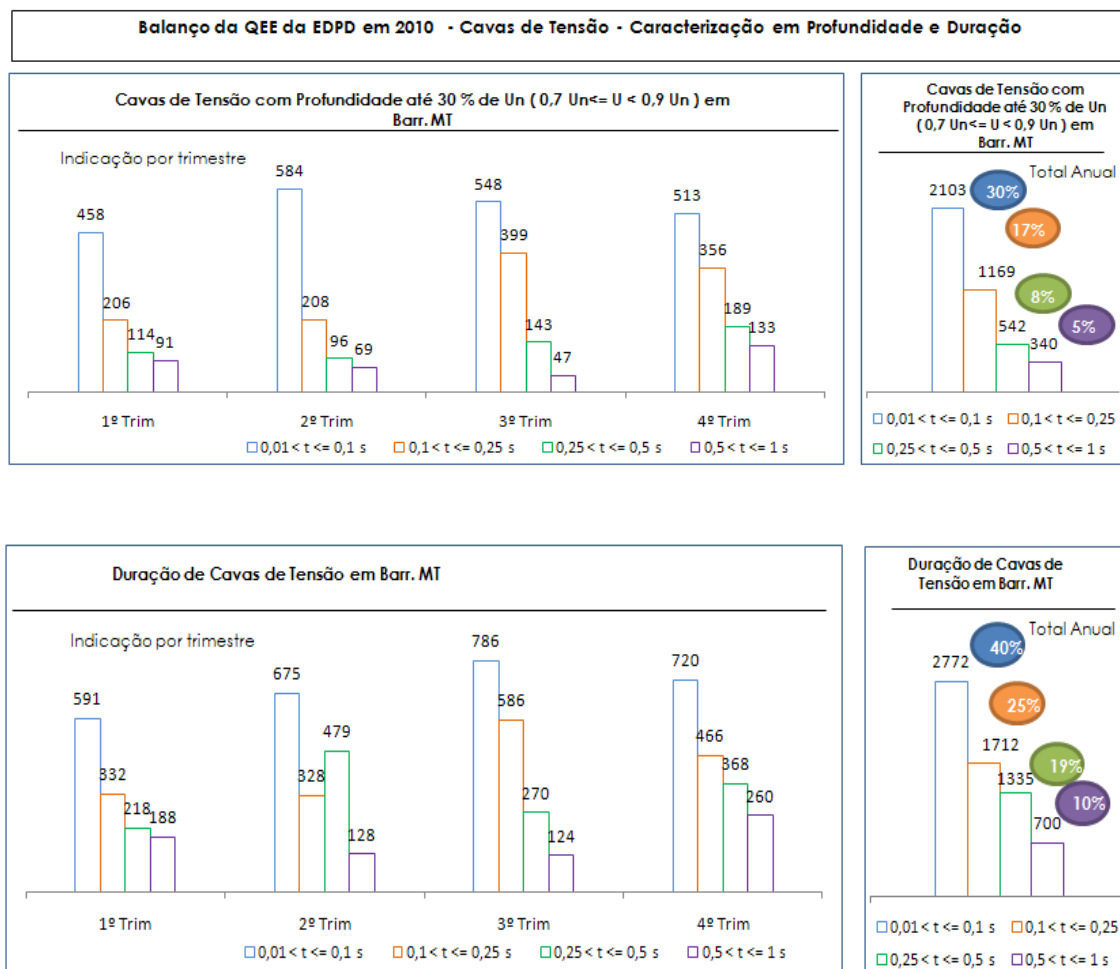 Balanço da QEE da EDPD em 2010 - Cavas de Tensão - Caracterização em Profundidade e Duração
Cavas de Tensão com Profundidade até 30 % de Un ( 0,7 Un<= U < 0,9 Un ) em
Barr. MT
Indicação por trimestre
458
206
114
91
584
208
96
69
548
399
143
47
513
356
189
133
1º Trim
2º Trim
3º Trim
4º Trim
0,01< t <= 0,1 s
0,1< t <= 0,25 s
0,25< t <= 0,5 s
0,5< t <= 1 s
Cavas de Tensão com
Profundidade até 30 % de Un
( 0,7 Un<= U < 0,9 Un ) em
Barr. MT
Total Anual
2103
30%
17%
1169
8%
542
5%
340
0,01< t <= 0,1 s
0,1< t <= 0,25
0,25< t <= 0,5 s
0,5< t <= 1 s
Duração de Cavas de Tensão em Barr. MT
Indicação por trimestre
591
332
218
188
675
328
479
128
786
586
270
124
720
466
368
260
1º Trim
2º Trim
3º Trim
4º Trim
0,01< t <= 0,1 s
0,1< t <= 0,25 s
0,25< t <= 0,5 s
0,5< t <= 1 s
Duração de Cavas de
Tensão em Barr. MT
Total Anual
40%
2772
25%
1712
19%
1335
10%
700
0,01< t <= 0,1 s
0,1< t <= 0,25
0,25< t <= 0,5 s
0,5< t <= 1 s